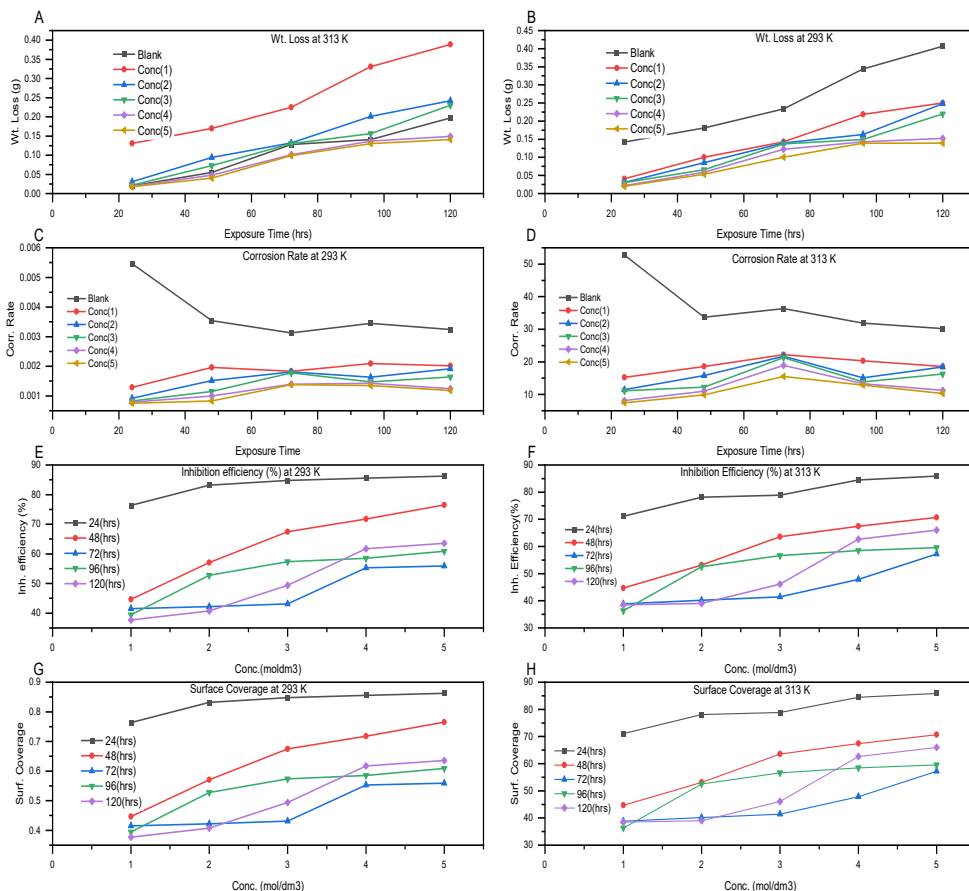 A
Wt. Loss at 313 K
Wt. Loss (g)
0.40
0.35
0.30
0.25
0.20
0.15
0.10
0.05
0.00
Blank
Conc(1)
Conc(2)
Conc(3)
Conc(4)
Conc(5)
0 20 40 60 80 100 120
Exposure Time (hrs)
B
Wt. Loss at 293 K
Wt. Loss (g)
0.45
0.40
0.35
0.30
0.25
0.20
0.15
0.10
0.05
0.00
Blank
Conc(1)
Conc(2)
Conc(3)
Conc(4)
Conc(5)
0 20 40 60 80 100 120
Exposure Time (hrs)
C
Corrosion Rate at 293 K
Corr. Rate
0.006
0.005
0.004
0.003
0.002
0.001
Blank
Conc(1)
Conc(2)
Conc(3)
Conc(4)
Conc(5)
0 20 40 60 80 100 120
Exposure Time
D
Corrosion Rate at 313 K
Corr. Rate
50
40
30
20
10
Blank
Conc(1)
Conc(2)
Conc(3)
Conc(4)
Conc(5)
0 20 40 60 80 100 120
Exposure Time (hrs)
E
Inhibition efficiency (%) at 293 K
Inh. efficiency (%)
90
80
70
60
50
40
24(hrs)
48(hrs)
72(hrs)
96(hrs)
120(hrs)
0 1 2 3 4 5
Conc.(moldm3)
F
Inhibition Efficiency (%) at 313 K
Inh. Efficiency(%)
90
80
70
60
50
40
30
24(hrs)
48(hrs)
72(hrs)
96(hrs)
120(hrs)
0 1 2 3 4 5
Conc. (mol/dm3)
G
Surface Coverage at 293 K
Surf. Coverage
0.9
0.8
0.7
0.6
0.5
0.4
24(hrs)
48(hrs)
72(hrs)
96(hrs)
120(hrs)
0 1 2 3 4 5
Conc. (mol/dm3)
H
Surface Coverage at 313 K
Surf. Coverage
90
80
70
60
50
40
30
24(hrs)
48(hrs)
72(hrs)
96(hrs)
120(hrs)
0 1 2 3 4 5
Conc. (mol/dm3)